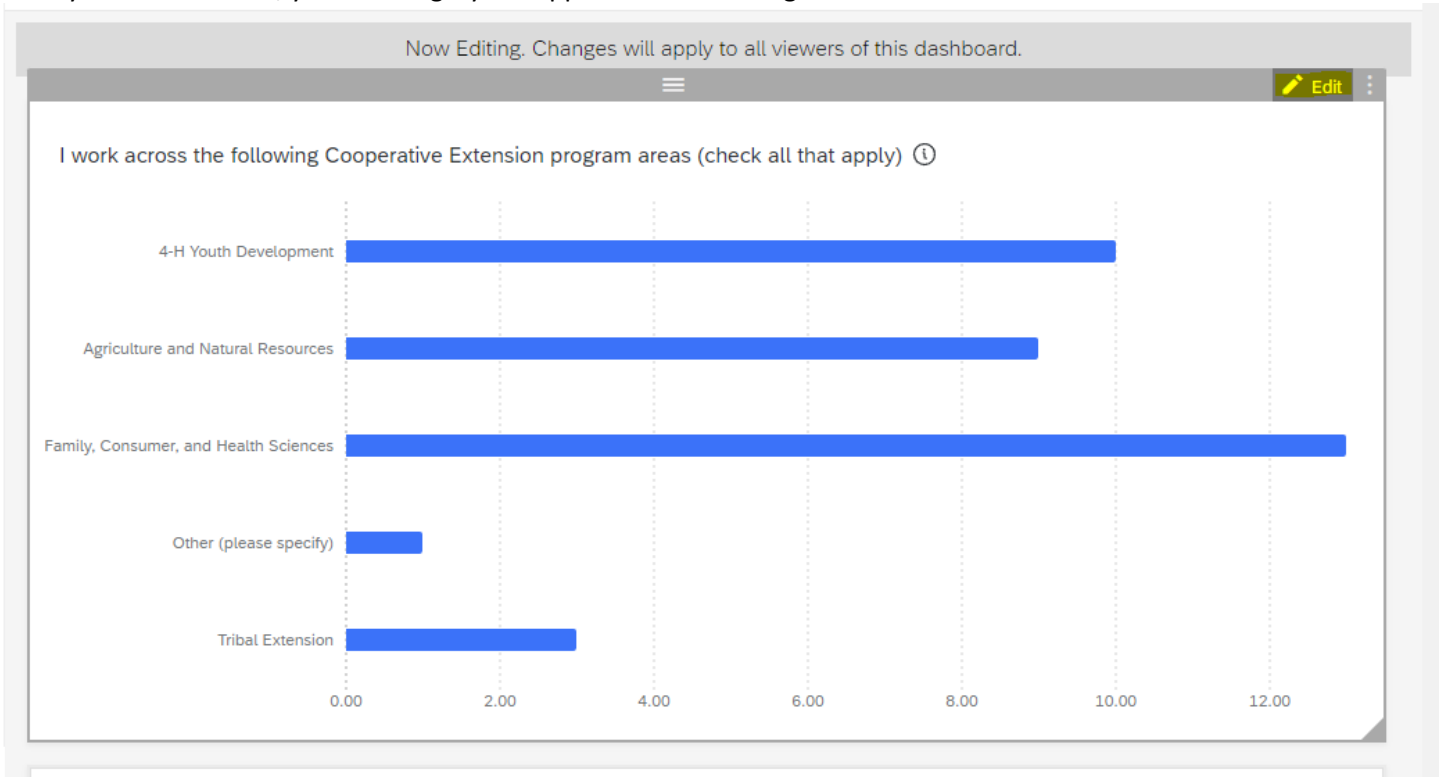 Now Editing. Changes will apply to all viewers of this dashboard.
Edit
I work across the following Cooperative Extension program areas (check all that apply)
4-H Youth Development
Agriculture and Natural Resources
Family, Consumer, and Health Sciences
Other (please specify)
Tribal Extension
0.00 2.00 4.00 6.00 8.00 10.00 12.00